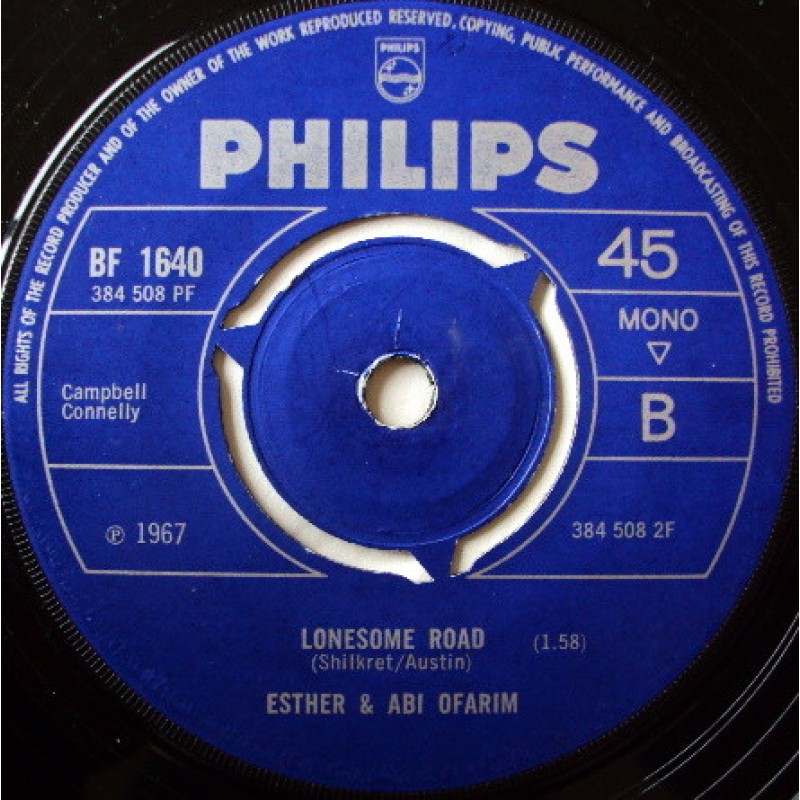 ALL RIGHTS OF THE RECORD PRODUCER AND OF THE OWNER OF THE WORK REPRODUCED RESERVED. COPYING, PUBLIC PERFORMANCE AND BROADCASTING OF THIS RECORD PROHIBITED
PHILIPS
PHILIPS
BF 1640
384 508 PF
45
MONO
B
Campbell
Connelly
℗ 1967
384 508 2F
LONESOME ROAD (1.58)
(Shilkret/Austin)
ESTHER & ABI OFARIM